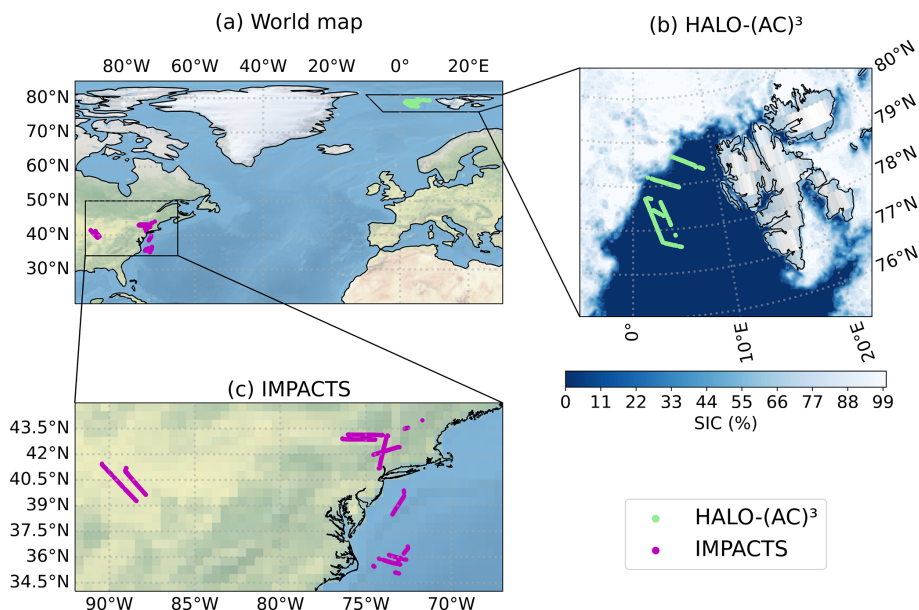 (a) World map
80°W 60°W 40°W 20°W 0° 20°E
80°N
70°N
60°N
50°N
40°N
30°N
(b) HALO-(AC)³
80°N
79°N
78°N
77°N
76°N
0° 10°E 20°E
0 11 22 33 44 55 66 77 88 99
SIC (%)
(c) IMPACTS
43.5°N
42°N
40.5°N
39°N
37.5°N
36°N
34.5°N
90°W 85°W 80°W 75°W 70°W
HALO-(AC)³
IMPACTS